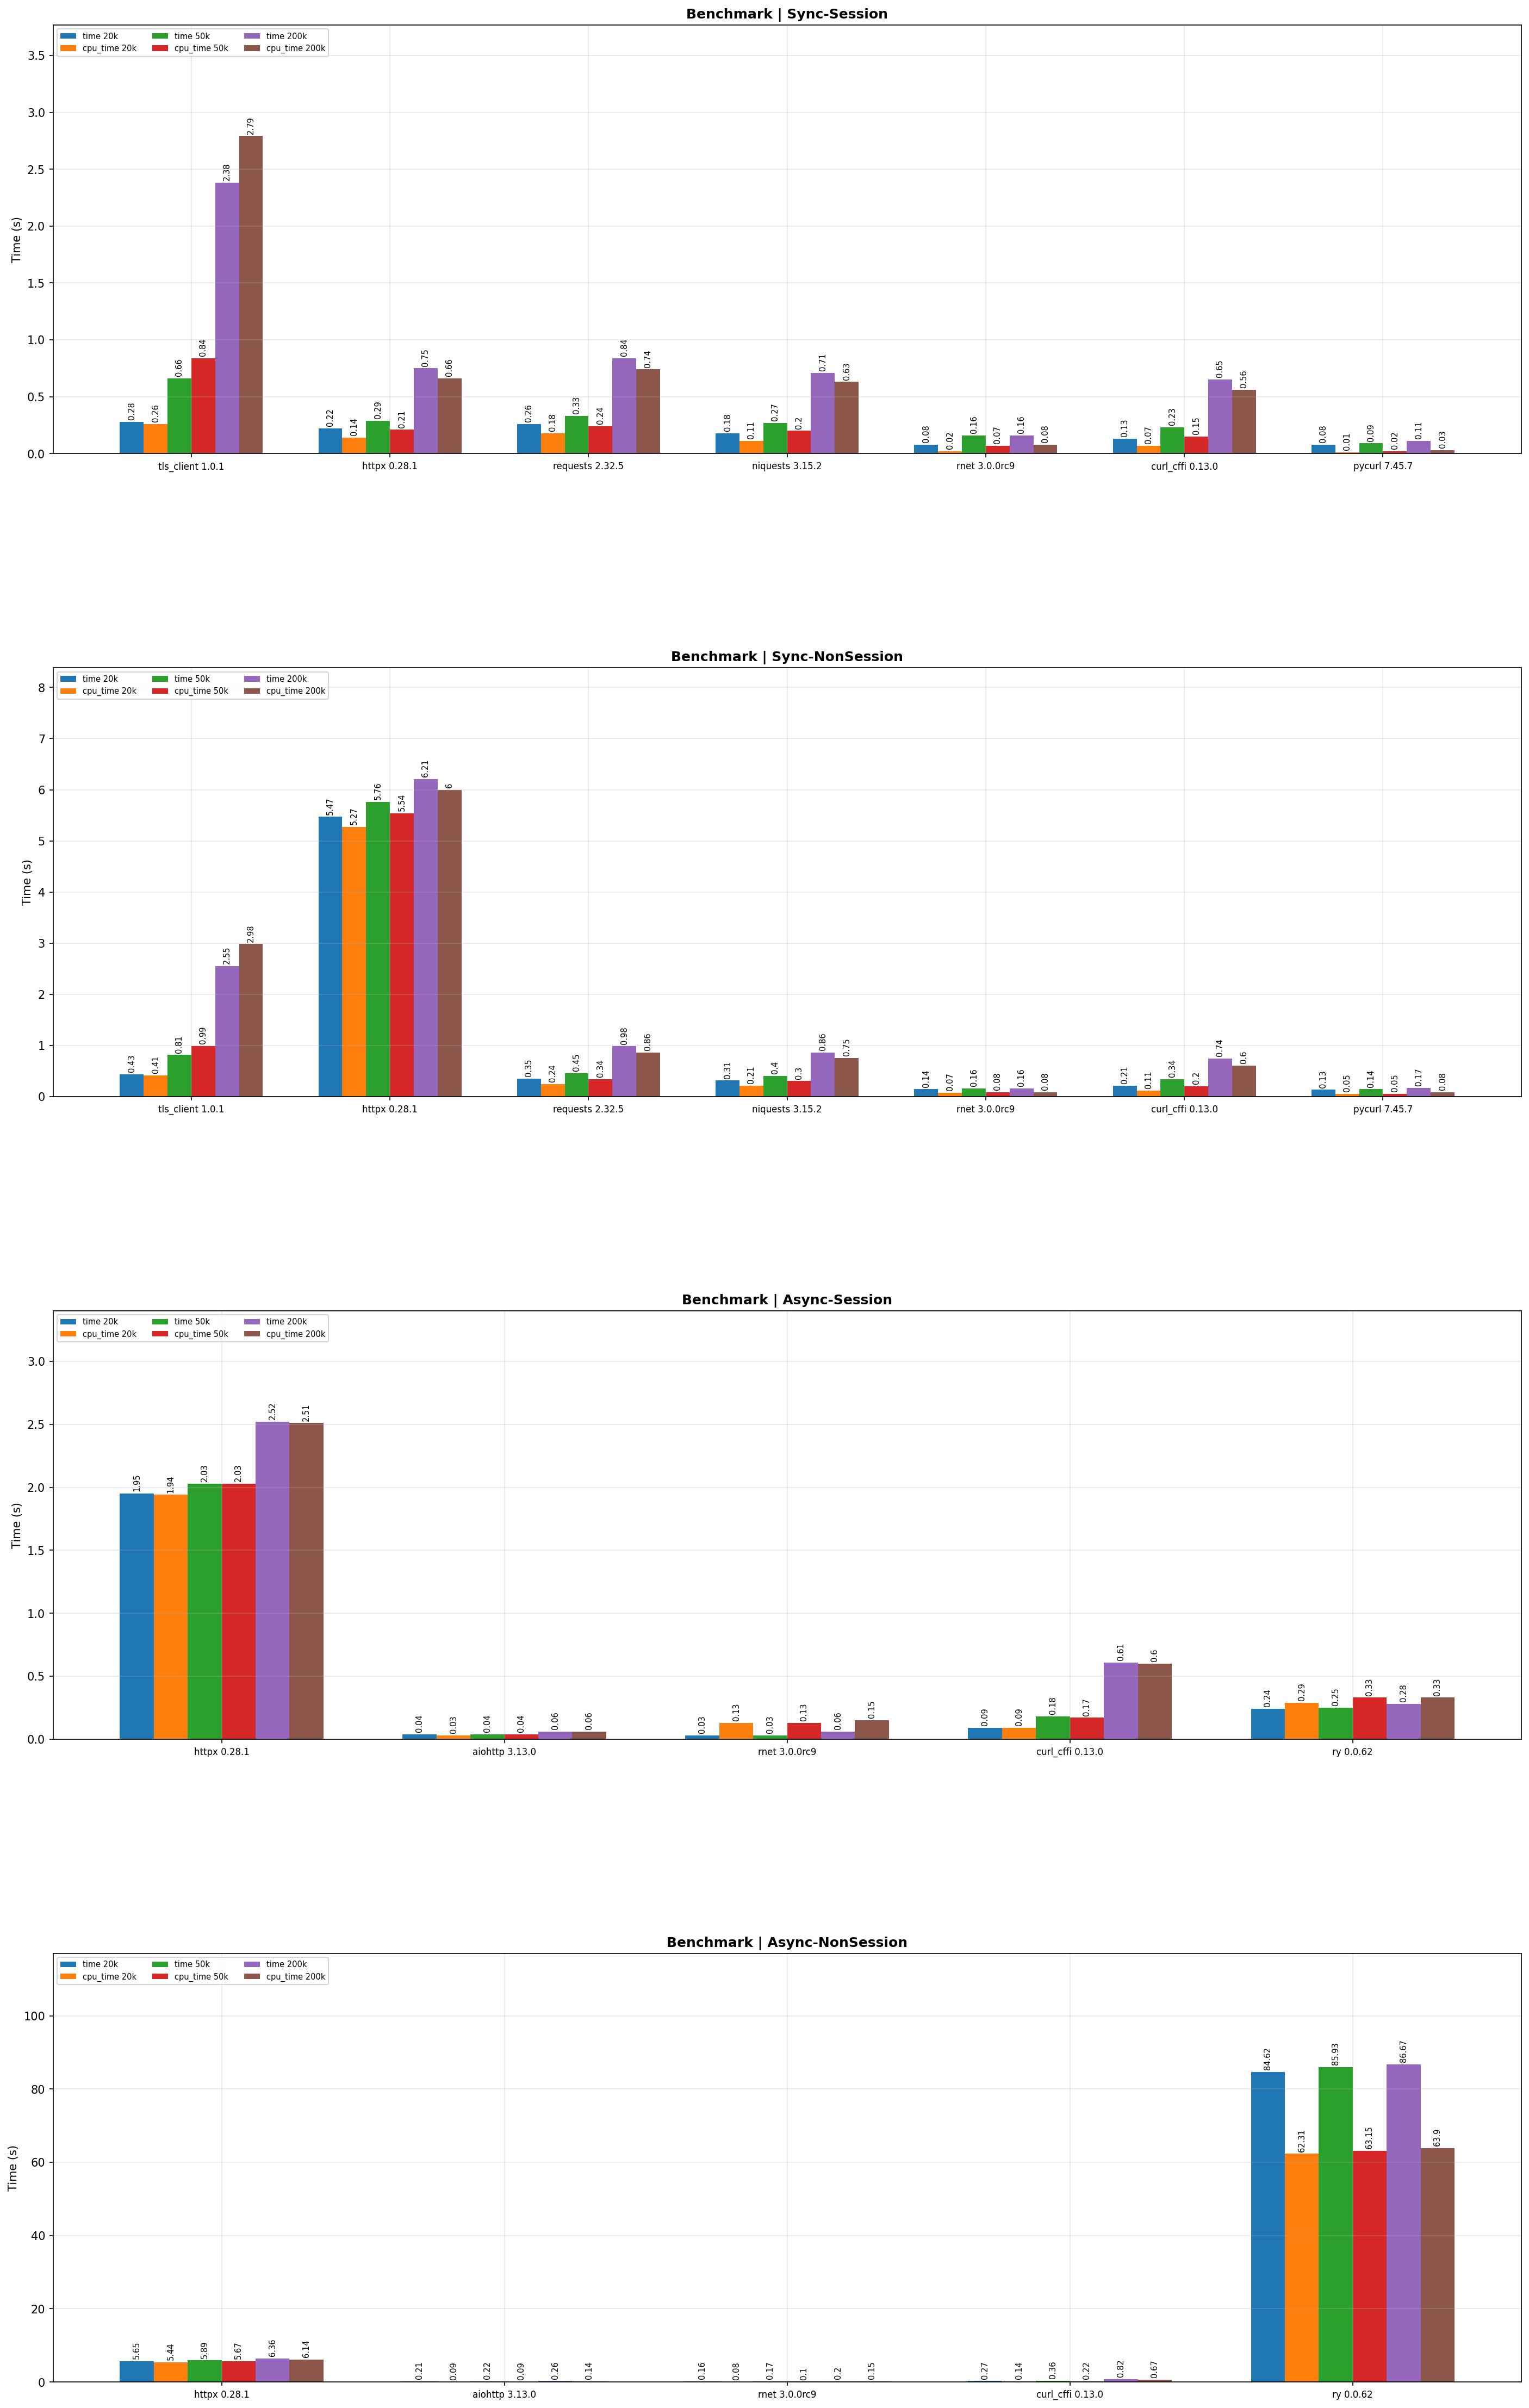 Benchmark | Sync-Session
time 20k time 50k time 200k
cpu_time 20k cpu_time 50k cpu_time 200k
Time (s)
3.5
3.0
2.5
2.0
1.5
1.0
0.5
0.0
0.28 0.26 0.66 0.84 2.38 2.79
0.22 0.14 0.29 0.21 0.75 0.66
0.26 0.18 0.33 0.24 0.84 0.74
0.18 0.11 0.27 0.2 0.71 0.63
0.08 0.02 0.16 0.07 0.16 0.08
0.13 0.07 0.23 0.15 0.65 0.56
0.08 0.01 0.09 0.02 0.11 0.03
tls_client 1.0.1 httpx 0.28.1 requests 2.32.5 niquests 3.15.2 rnet 3.0.0rc9 curl_cffi 0.13.0 pycurl 7.45.7
Benchmark | Sync-NonSession
time 20k time 50k time 200k
cpu_time 20k cpu_time 50k cpu_time 200k
Time (s)
8
7
6
5
4
3
2
1
0
0.43 0.41 0.81 0.99 2.55 2.98
5.47 5.27 5.76 5.54 6.21 6
0.35 0.24 0.45 0.34 0.98 0.86
0.31 0.21 0.4 0.3 0.86 0.75
0.14 0.07 0.16 0.08 0.16 0.08
0.21 0.11 0.34 0.2 0.74 0.6
0.13 0.05 0.14 0.05 0.17 0.08
tls_client 1.0.1 httpx 0.28.1 requests 2.32.5 niquests 3.15.2 rnet 3.0.0rc9 curl_cffi 0.13.0 pycurl 7.45.7
Benchmark | Async-Session
time 20k time 50k time 200k
cpu_time 20k cpu_time 50k cpu_time 200k
Time (s)
3.0
2.5
2.0
1.5
1.0
0.5
0.0
1.95 1.94 2.03 2.03 2.52 2.51
0.04 0.03 0.04 0.04 0.06 0.06
0.03 0.13 0.03 0.13 0.06 0.15
0.09 0.09 0.18 0.17 0.61 0.6
0.24 0.29 0.25 0.33 0.28 0.33
httpx 0.28.1 aiohttp 3.13.0 rnet 3.0.0rc9 curl_cffi 0.13.0 ry 0.0.62
Benchmark | Async-NonSession
time 20k time 50k time 200k
cpu_time 20k cpu_time 50k cpu_time 200k
Time (s)
100
80
60
40
20
0
5.65 5.44 5.89 5.67 6.36 6.14
0.21 0.09 0.22 0.09 0.26 0.14
0.16 0.08 0.17 0.1 0.2 0.15
0.27 0.14 0.36 0.22 0.82 0.67
84.62 62.31 85.93 63.15 86.67 63.9
httpx 0.28.1 aiohttp 3.13.0 rnet 3.0.0rc9 curl_cffi 0.13.0 ry 0.0.62